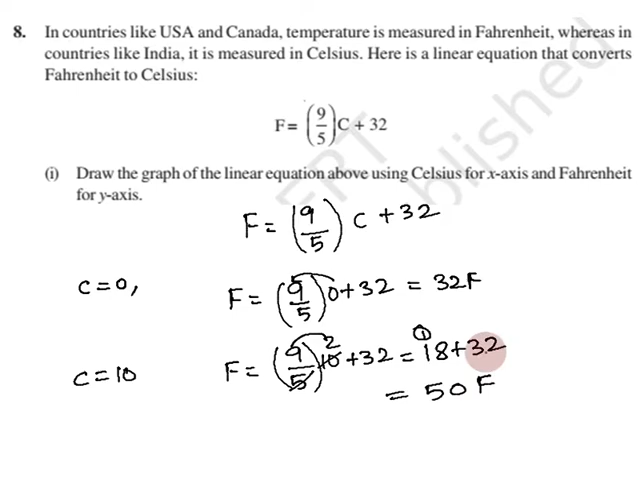 8. In countries like USA and Canada, temperature is measured in Fahrenheit, whereas in
countries like India, it is measured in Celsius. Here is a linear equation that converts
Fahrenheit to Celsius:
F = (9/5)C + 32
(i) Draw the graph of the linear equation above using Celsius for x-axis and Fahrenheit
for y-axis.
F = (9/5) C + 32
C = 0, F = (9/5) 0 + 32 = 32F
C = 10 F = (9/5) 10 2 + 32 = 1 18 + 32
= 50 F
blished